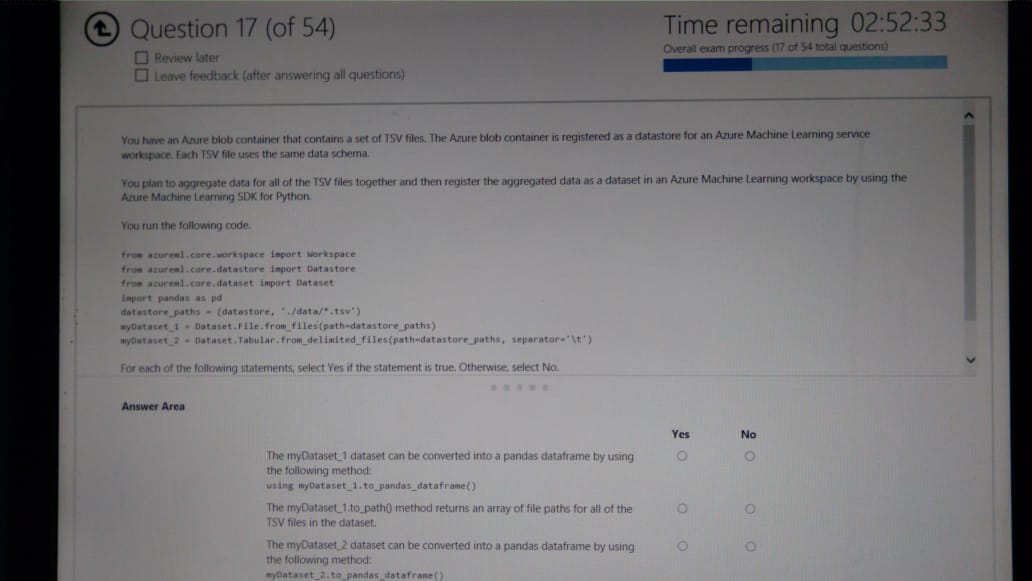 Question 17 (of 54)
Review later
Leave feedback (after answering all questions)
Time remaining 02:52:33
Overall exam progress (17 of 54 total questions)
You have an Azure blob container that contains a set of TSV files. The Azure blob container is registered as a datastore for an Azure Machine Learning service
workspace. Each TSV file uses the same data schema.
You plan to aggregate data for all of the TSV files together and then register the aggregated data as a dataset in an Azure Machine Learning workspace by using the
Azure Machine Learning SDK for Python.
You run the following code.
from azureml.core.workspace import Workspace
from azureml.core.datastore import Datastore
from azureml.core.dataset import Dataset
import pandas as pd
datastore_paths = (datastore, './data/*.tsv')
myDataset_1 = Dataset.File.from_files(path=datastore_paths)
myDataset_2 = Dataset.Tabular.from_delimited_files(path=datastore_paths, separator='\t')
For each of the following statements, select Yes if the statement is true. Otherwise, select No.
Answer Area
Yes No
The myDataset_1 dataset can be converted into a pandas dataframe by using
the following method:
using myDataset_1.to_pandas_dataframe()
The myDataset_1.to_path() method returns an array of file paths for all of the
TSV files in the dataset.
The myDataset_2 dataset can be converted into a pandas dataframe by using
the following method:
myDataset_2.to_pandas_dataframe()